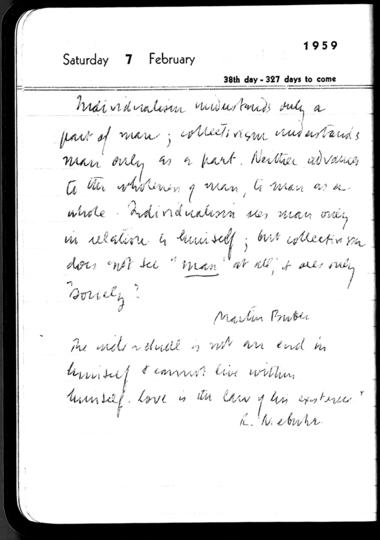 1959
Saturday 7 February
38th day - 327 days to come
Individualism understands only a
part of man; collectivism understands
man only as a part. Neither advances
to the wholeness of man, to man as a
whole. Individualism sees man only
in relation to himself; but collectivism
does not see "man" at all, it sees only
"society".
Martin Buber
"The individual is not an end in
himself & cannot live within
himself. Love is the law of his existence"
R. Niebuhr